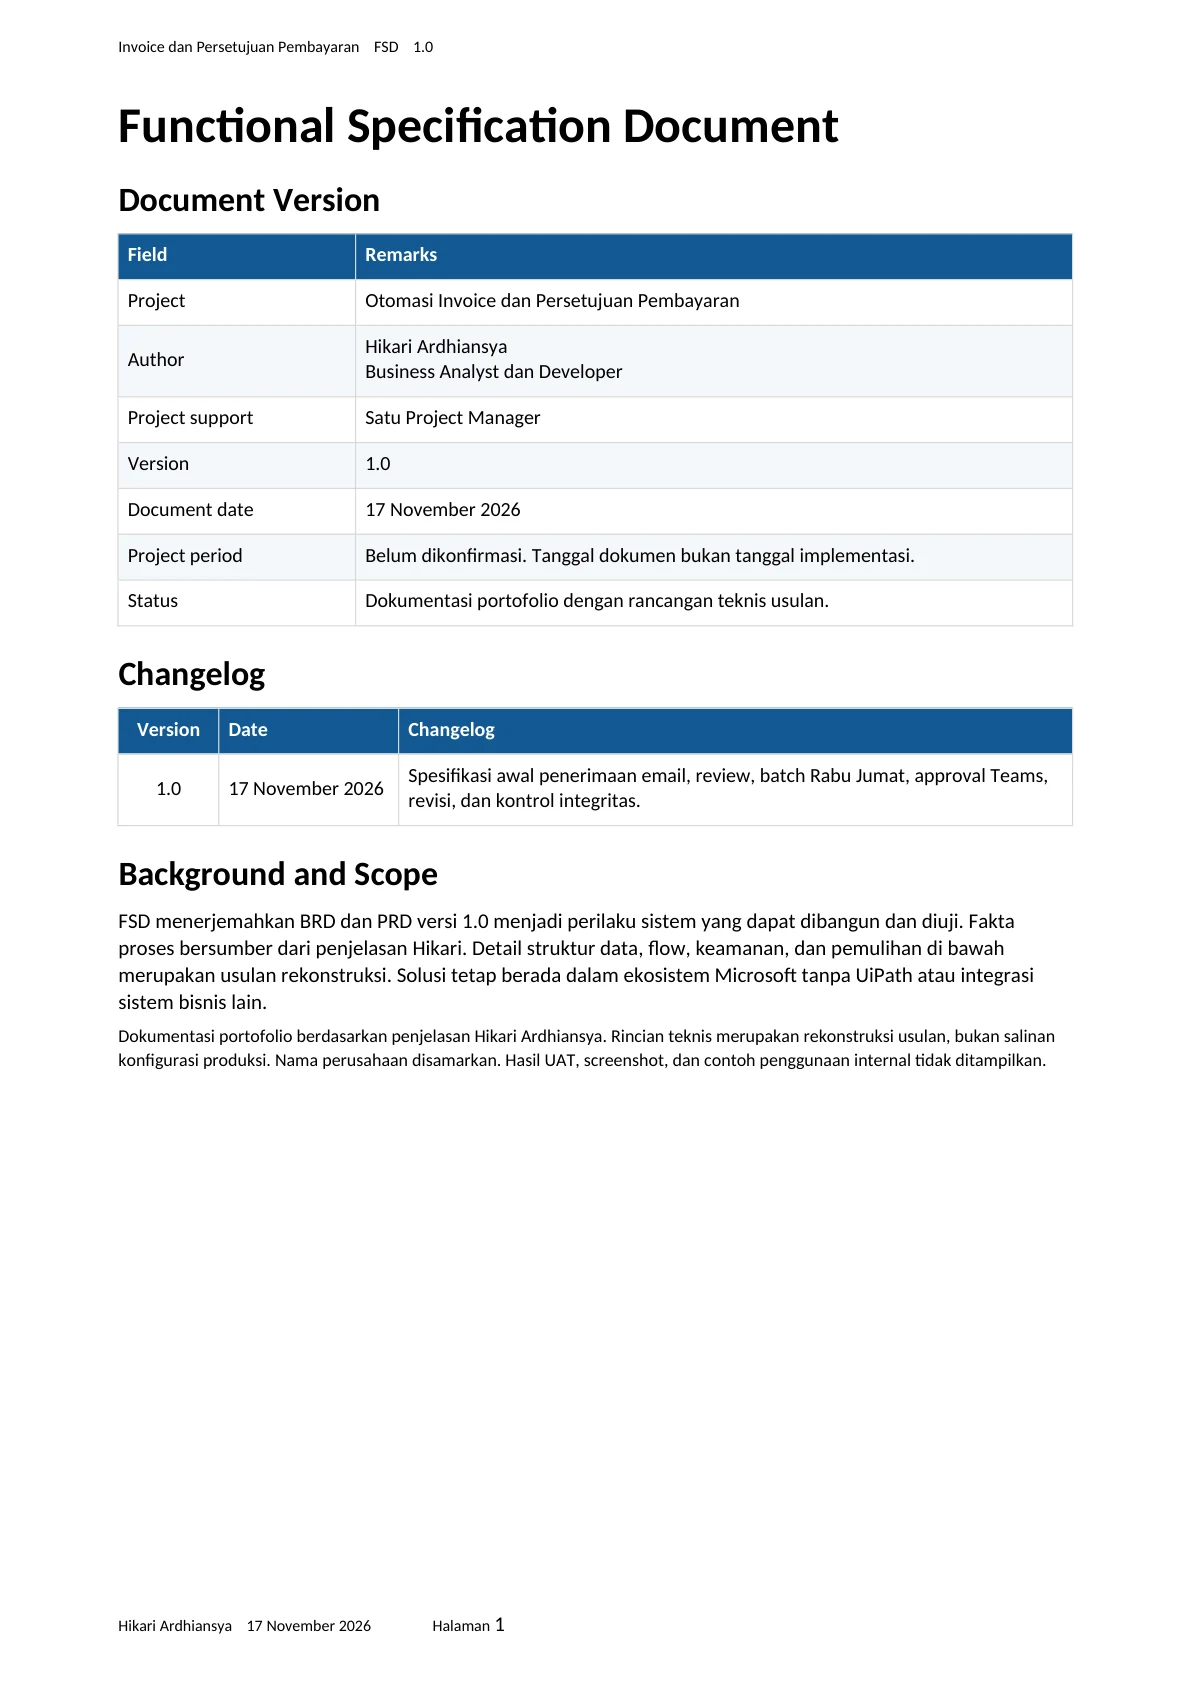 Invoice dan Persetujuan Pembayaran FSD 1.0
Functional Specification Document
Document Version
Field Remarks
Project Otomasi Invoice dan Persetujuan Pembayaran
Author Hikari Ardhiansya
Business Analyst dan Developer
Project support Satu Project Manager
Version 1.0
Document date 17 November 2026
Project period Belum dikonfirmasi. Tanggal dokumen bukan tanggal implementasi.
Status Dokumentasi portofolio dengan rancangan teknis usulan.
Changelog
Version Date Changelog
1.0 17 November 2026 Spesifikasi awal penerimaan email, review, batch Rabu Jumat, approval Teams,
revisi, dan kontrol integritas.
Background and Scope
FSD menerjemahkan BRD dan PRD versi 1.0 menjadi perilaku sistem yang dapat dibangun dan diuji. Fakta
proses bersumber dari penjelasan Hikari. Detail struktur data, flow, keamanan, dan pemulihan di bawah
merupakan usulan rekonstruksi. Solusi tetap berada dalam ekosistem Microsoft tanpa UiPath atau integrasi
sistem bisnis lain.
Dokumentasi portofolio berdasarkan penjelasan Hikari Ardhiansya. Rincian teknis merupakan rekonstruksi usulan, bukan salinan
konfigurasi produksi. Nama perusahaan disamarkan. Hasil UAT, screenshot, dan contoh penggunaan internal tidak ditampilkan.
Hikari Ardhiansya 17 November 2026 Halaman 1